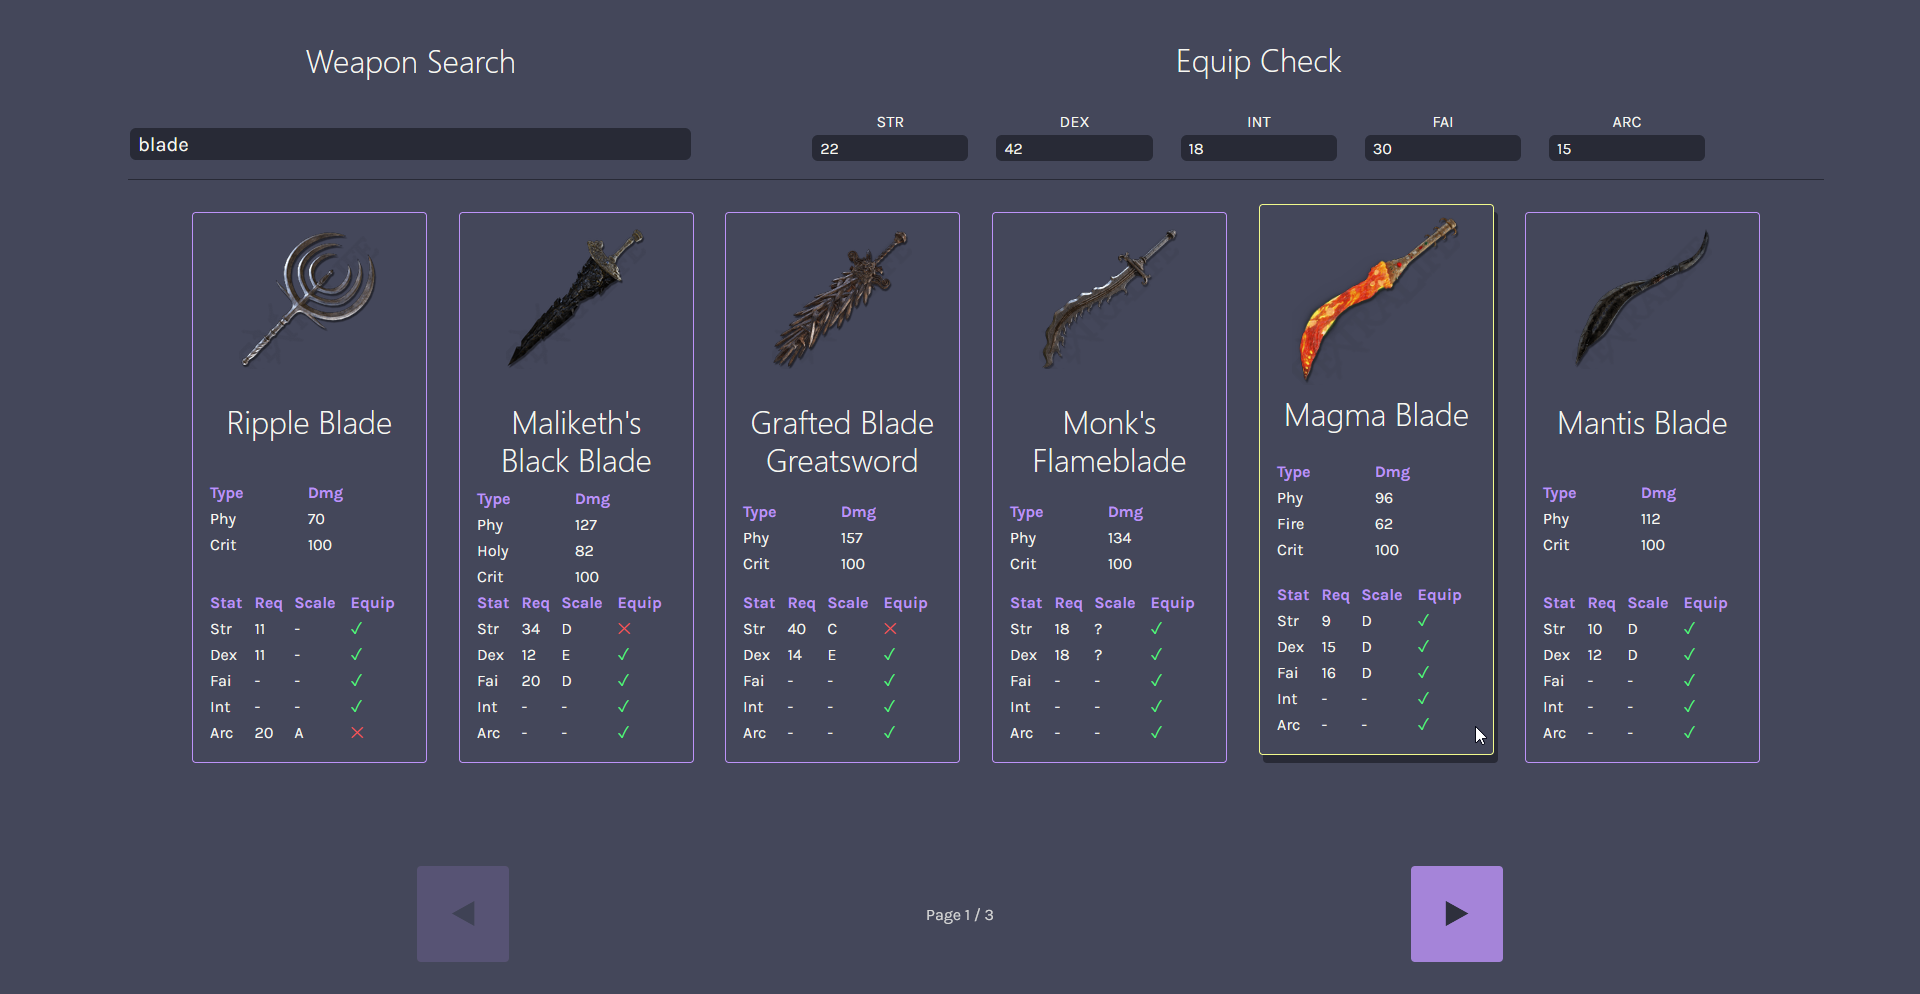 Weapon Search
Equip Check
STR DEX INT FAI ARC
blade
22 42 18 30 15
Ripple Blade
Type Dmg
Phy 70
Crit 100
Stat Req Scale Equip
Str 11 - ✓
Dex 11 - ✓
Fai - - ✓
Int - - ✓
Arc 20 A ✕
Maliketh's
Black Blade
Type Dmg
Phy 127
Holy 82
Crit 100
Stat Req Scale Equip
Str 34 D ✕
Dex 12 E ✓
Fai 20 D ✓
Int - - ✓
Arc - - ✓
Grafted Blade
Greatsword
Type Dmg
Phy 157
Crit 100
Stat Req Scale Equip
Str 40 C ✕
Dex 14 E ✓
Fai - - ✓
Int - - ✓
Arc - - ✓
Monk's
Flameblade
Type Dmg
Phy 134
Crit 100
Stat Req Scale Equip
Str 18 ? ✓
Dex 18 ? ✓
Fai - - ✓
Int - - ✓
Arc - - ✓
Magma Blade
Type Dmg
Phy 96
Fire 62
Crit 100
Stat Req Scale Equip
Str 9 D ✓
Dex 15 D ✓
Fai 16 D ✓
Int - - ✓
Arc - - ✓
Mantis Blade
Type Dmg
Phy 112
Crit 100
Stat Req Scale Equip
Str 10 D ✓
Dex 12 D ✓
Fai - - ✓
Int - - ✓
Arc - - ✓
◀
Page 1 / 3
▶